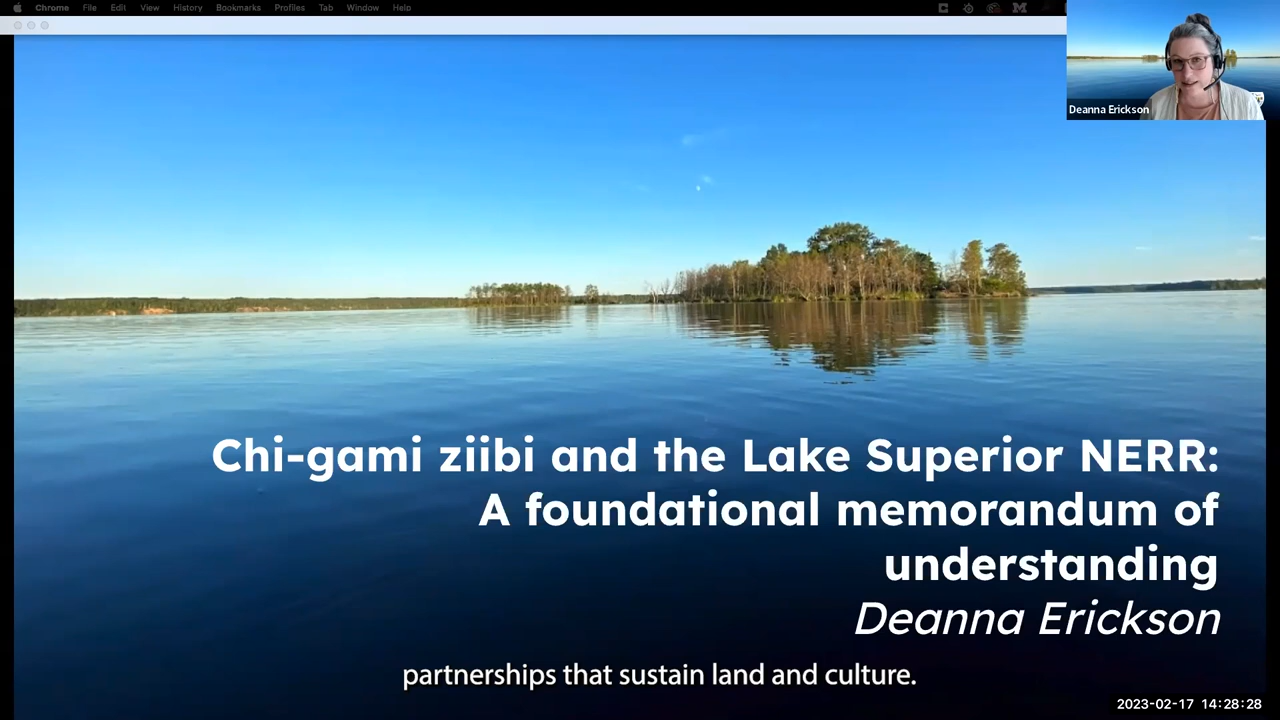 Chrome File Edit View History Bookmarks Profiles Tab Window Help
Deanna Erickson
Chi-gami ziibi and the Lake Superior NERR:
A foundational memorandum of
understanding
Deanna Erickson
partnerships that sustain land and culture.
2023-02-17 14:28:28